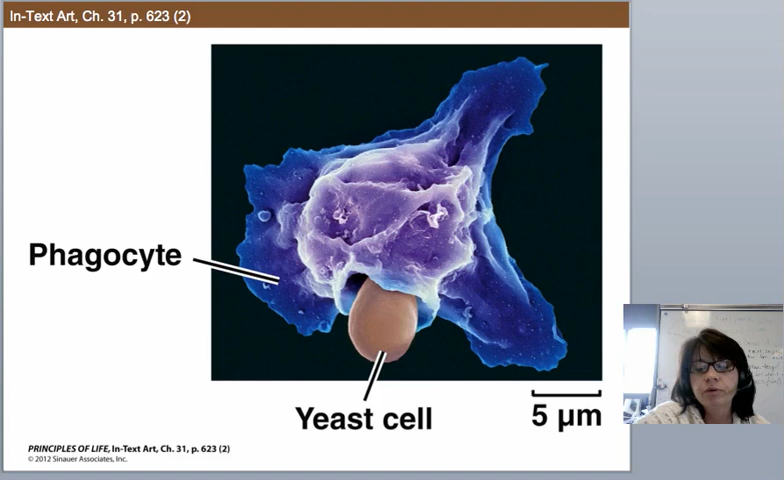 In-Text Art, Ch. 31, p. 623 (2)
Phagocyte
Yeast cell
5 µm
PRINCIPLES OF LIFE, In-Text Art, Ch. 31, p. 623 (2)
© 2012 Sinauer Associates, Inc.